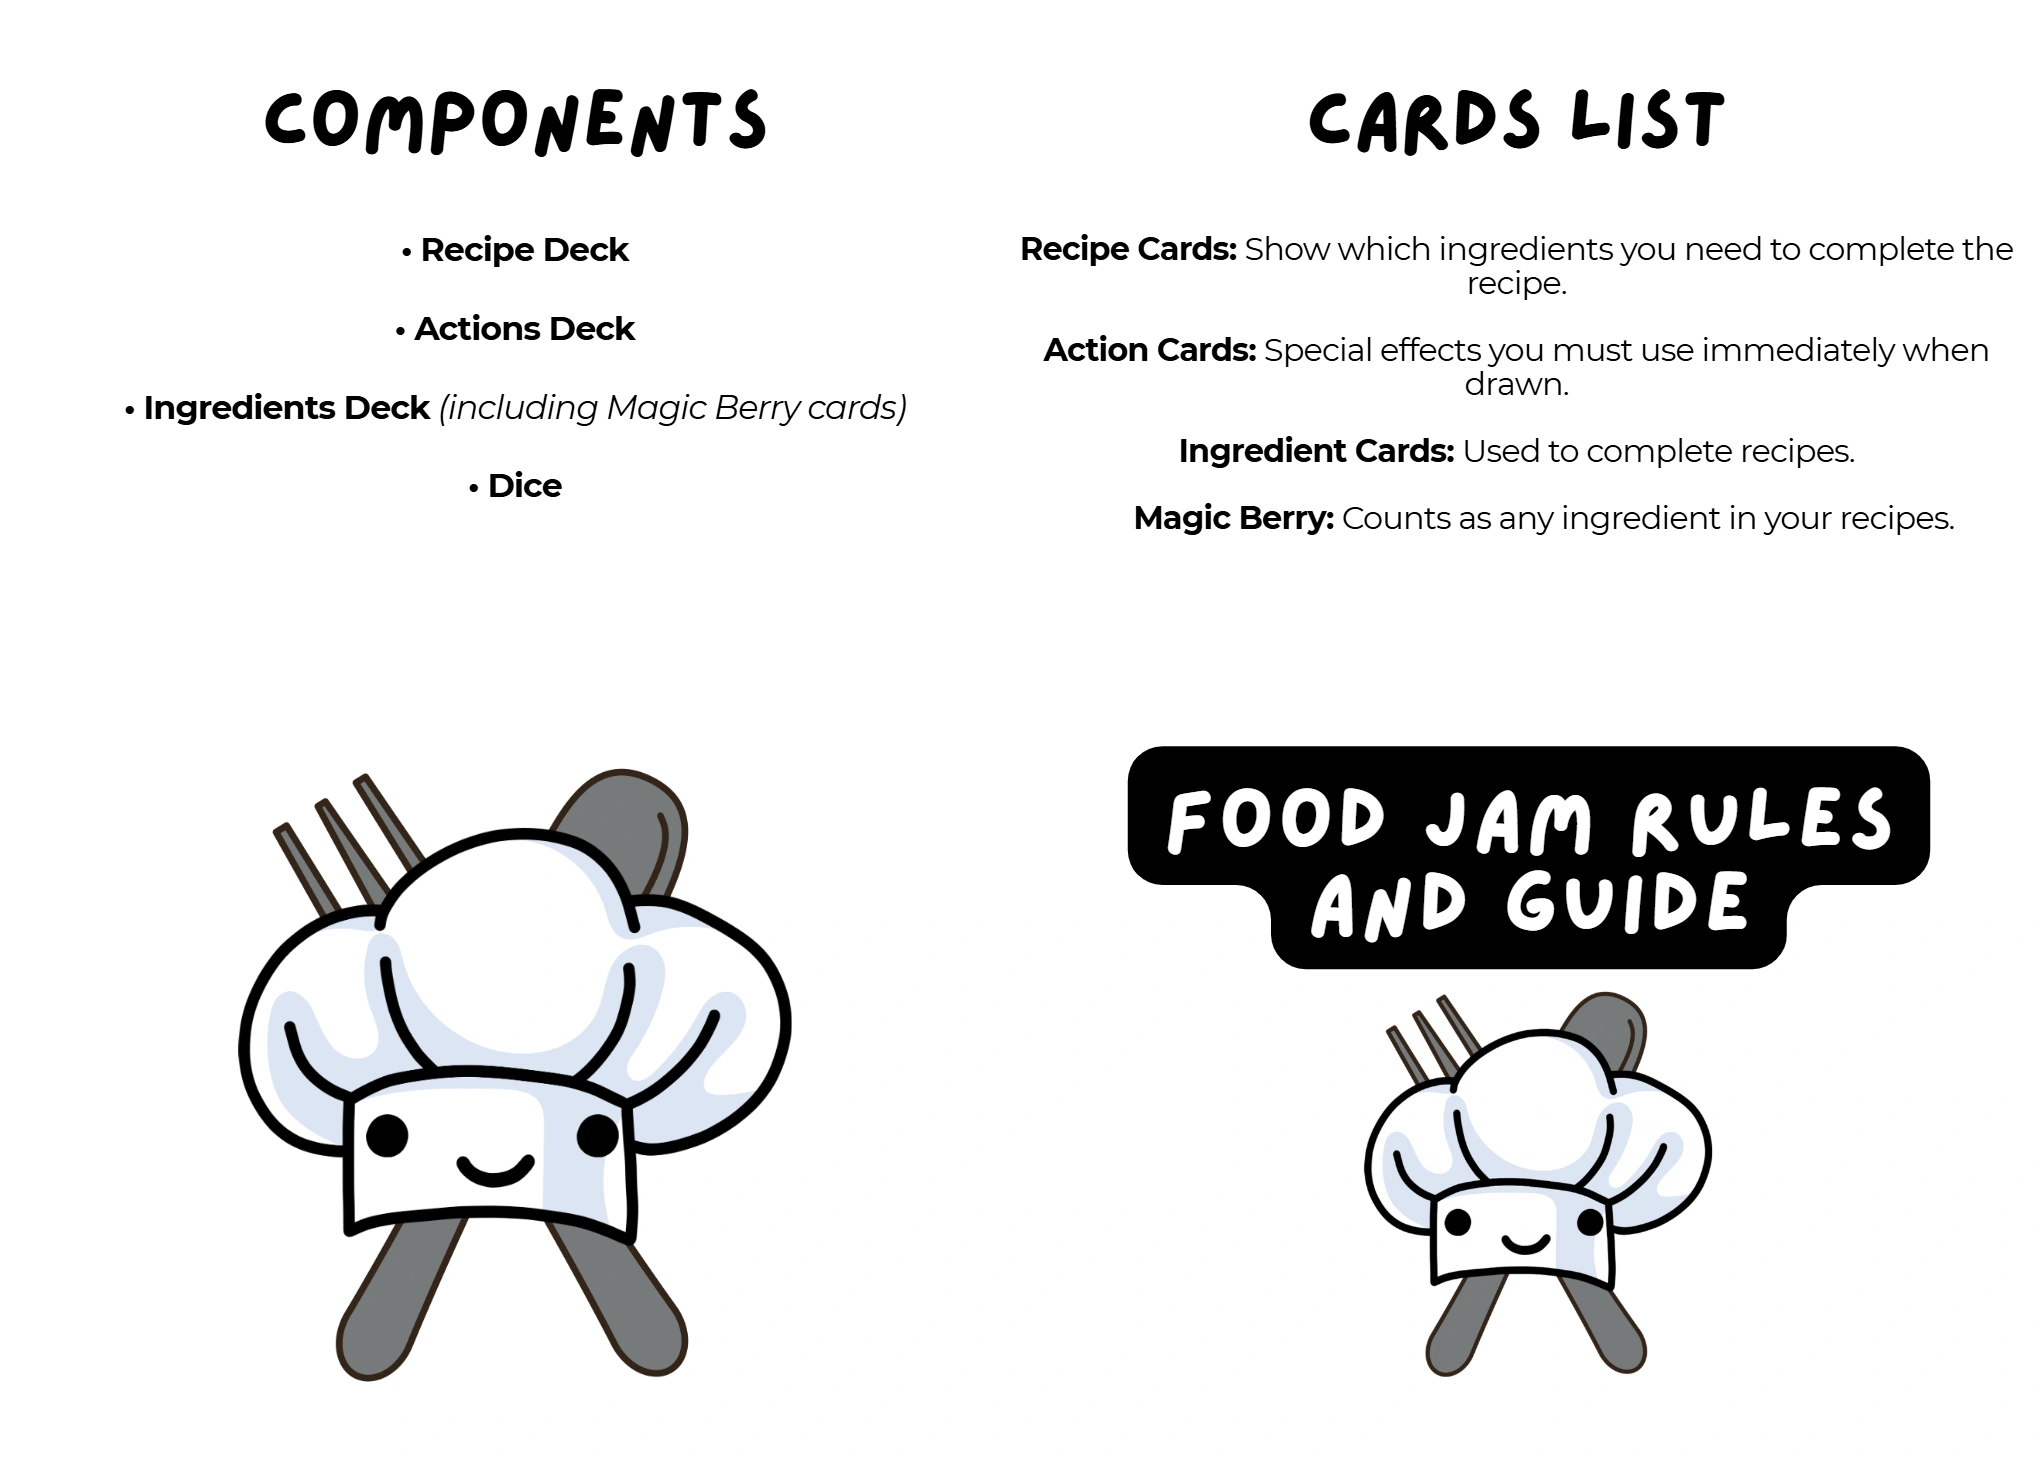 COMPONENTS
• Recipe Deck
• Actions Deck
• Ingredients Deck (including Magic Berry cards)
• Dice
CARDS LIST
Recipe Cards: Show which ingredients you need to complete the
recipe.
Action Cards: Special effects you must use immediately when
drawn.
Ingredient Cards: Used to complete recipes.
Magic Berry: Counts as any ingredient in your recipes.
FOOD JAM RULES
AND GUIDE